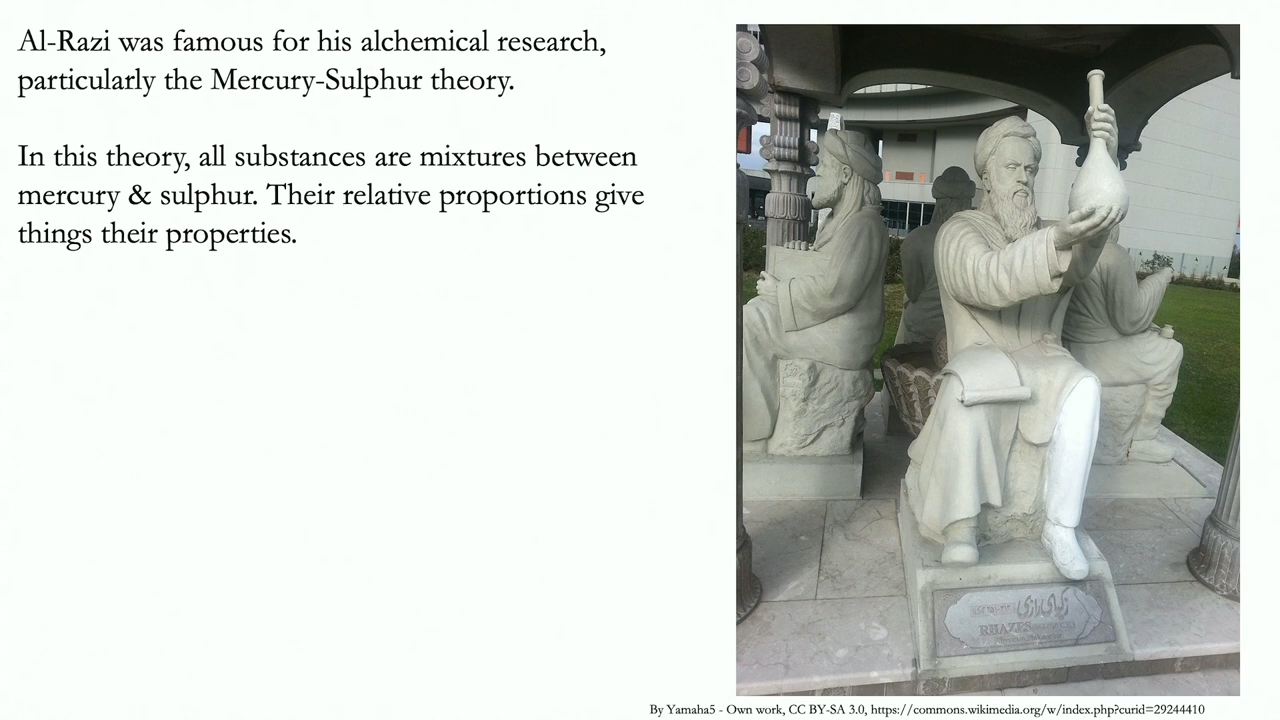 Al-Razi was famous for his alchemical research,
particularly the Mercury-Sulphur theory.
In this theory, all substances are mixtures between
mercury & sulphur. Their relative proportions give
things their properties.
زکریای رازی
RHAZES
By Yamaha5 - Own work, CC BY-SA 3.0, https://commons.wikimedia.org/w/index.php?curid=29244410